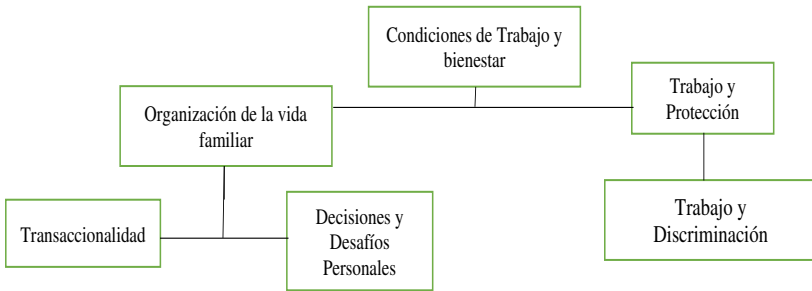 Condiciones de Trabajo y
bienestar
Organización de la vida
familiar
Trabajo y
Protección
Transaccionalidad
Decisiones y
Desafíos
Personales
Trabajo y
Discriminación